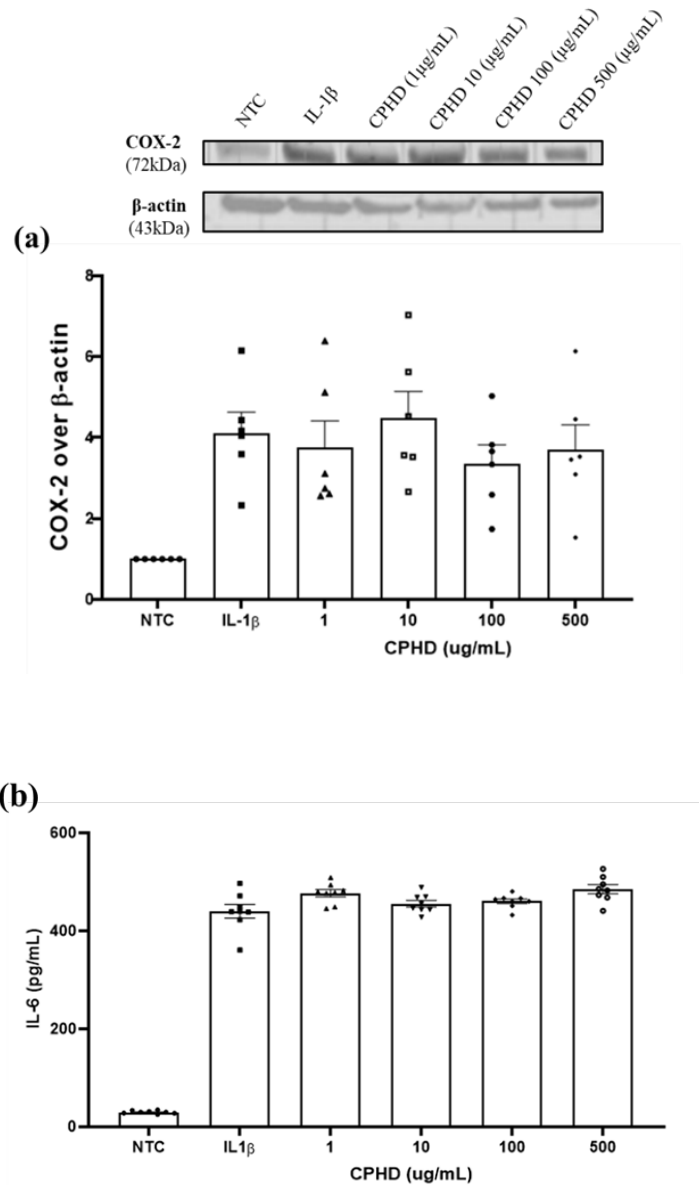 NTC
IL-1β
CPHD (1µg/mL)
CPHD 10 (µg/mL)
CPHD 100 (µg/mL)
CPHD 500 (µg/mL)
COX-2
(72kDa)
β-actin
(43kDa)
(a)
COX-2 over β-actin
8
6
4
2
0
NTC IL-1β 1 10 100 500
CPHD (ug/mL)
(b)
IL-6 (pg/mL)
600
400
200
0
NTC IL1β 1 10 100 500
CPHD (ug/mL)